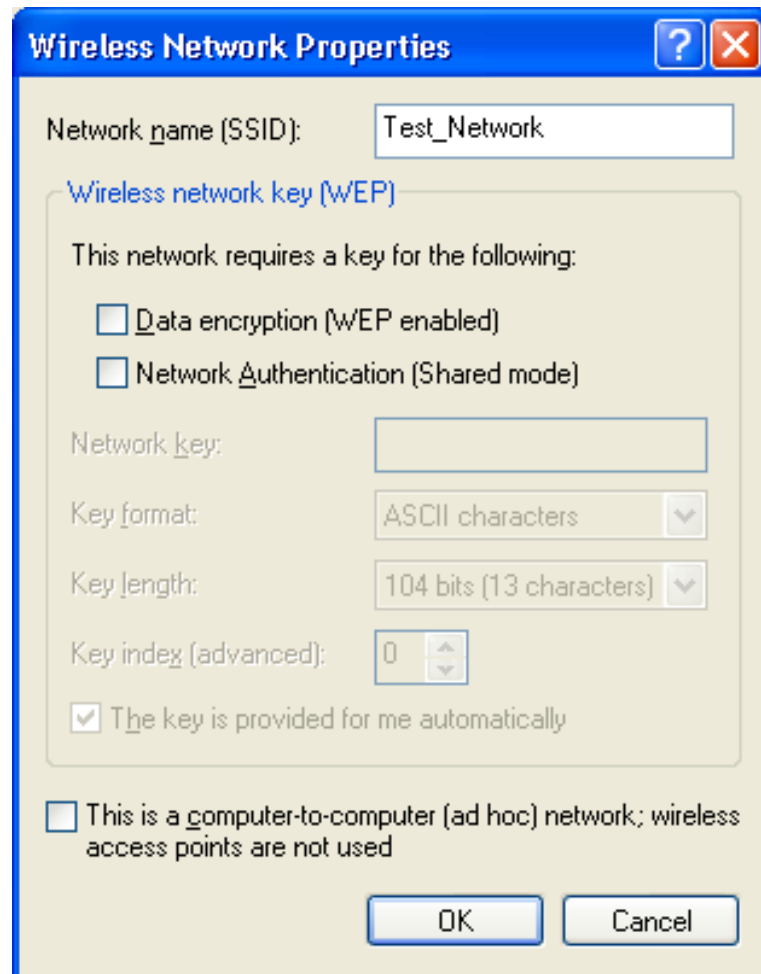 Wireless Network Properties
Network name (SSID): Test_Network
Wireless network key (WEP)
This network requires a key for the following:
Data encryption (WEP enabled)
Network Authentication (Shared mode)
Network key:
Key format: ASCII characters
Key length: 104 bits (13 characters)
Key index (advanced): 0
The key is provided for me automatically
This is a computer-to-computer (ad hoc) network; wireless
access points are not used
OK Cancel